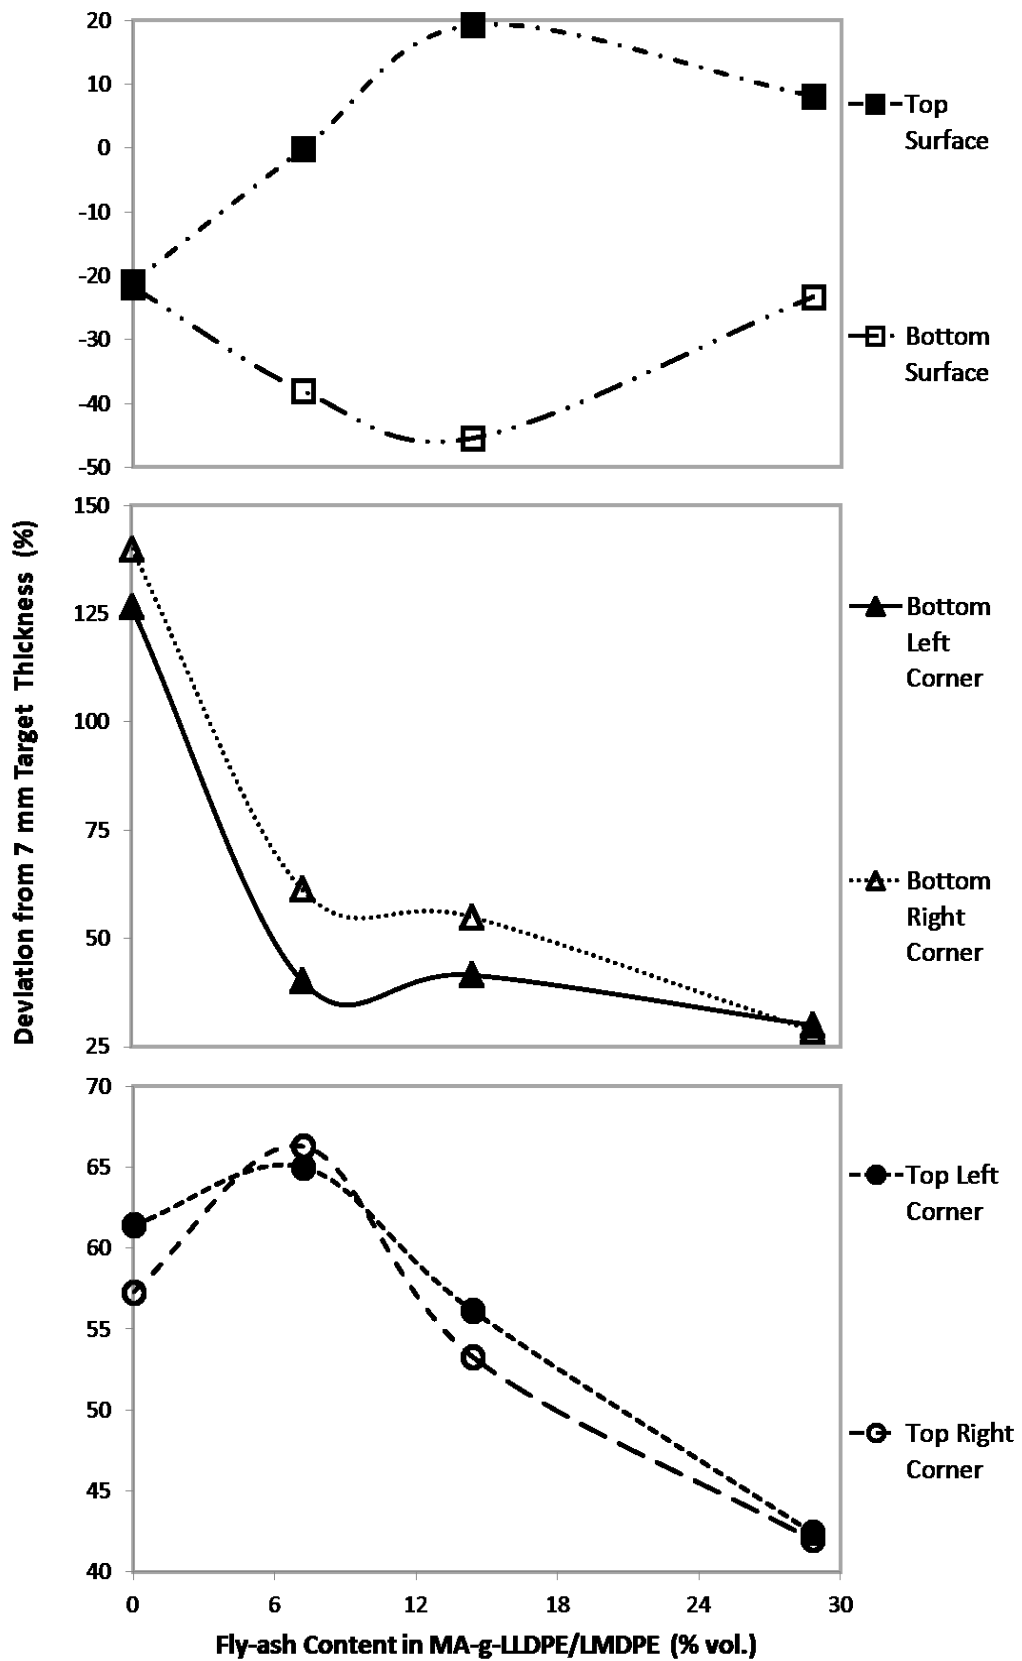 20
10
0
-10
-20
-30
-40
-50
Top
Surface
Bottom
Surface
Deviation from 7 mm Target Thickness (%)
150
125
100
75
50
25
Bottom
Left
Corner
Bottom
Right
Corner
70
65
60
55
50
45
40
Top Left
Corner
Top Right
Corner
0 6 12 18 24 30
Fly-ash Content in MA-g-LLDPE/LMDPE (% vol.)